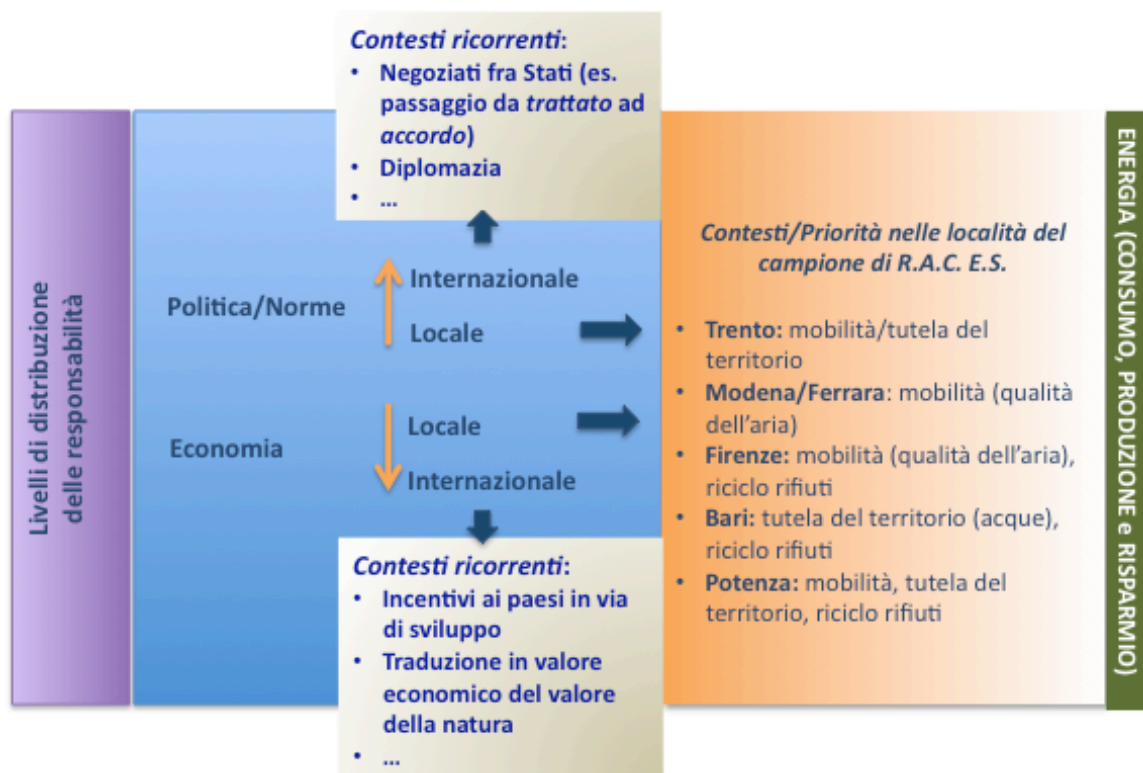 Livelli di distribuzione
delle responsabilità
Contesti ricorrenti:
• Negoziati fra Stati (es.
passaggio da trattato ad
accordo)
• Diplomazia
• ...
Politica/Norme
Internazionale
Locale
Economia
Locale
Internazionale
Contesti ricorrenti:
• Incentivi ai paesi in via
di sviluppo
• Traduzione in valore
economico del valore
della natura
• ...
Contesti/Priorità nelle località del
campione di R.A.C. E.S.
• Trento: mobilità/tutela del
territorio
• Modena/Ferrara: mobilità (qualità
dell'aria)
• Firenze: mobilità (qualità dell'aria),
riciclo rifiuti
• Bari: tutela del territorio (acque),
riciclo rifiuti
• Potenza: mobilità, tutela del
territorio, riciclo rifiuti
ENERGIA (CONSUMO, PRODUZIONE e RISPARMIO)